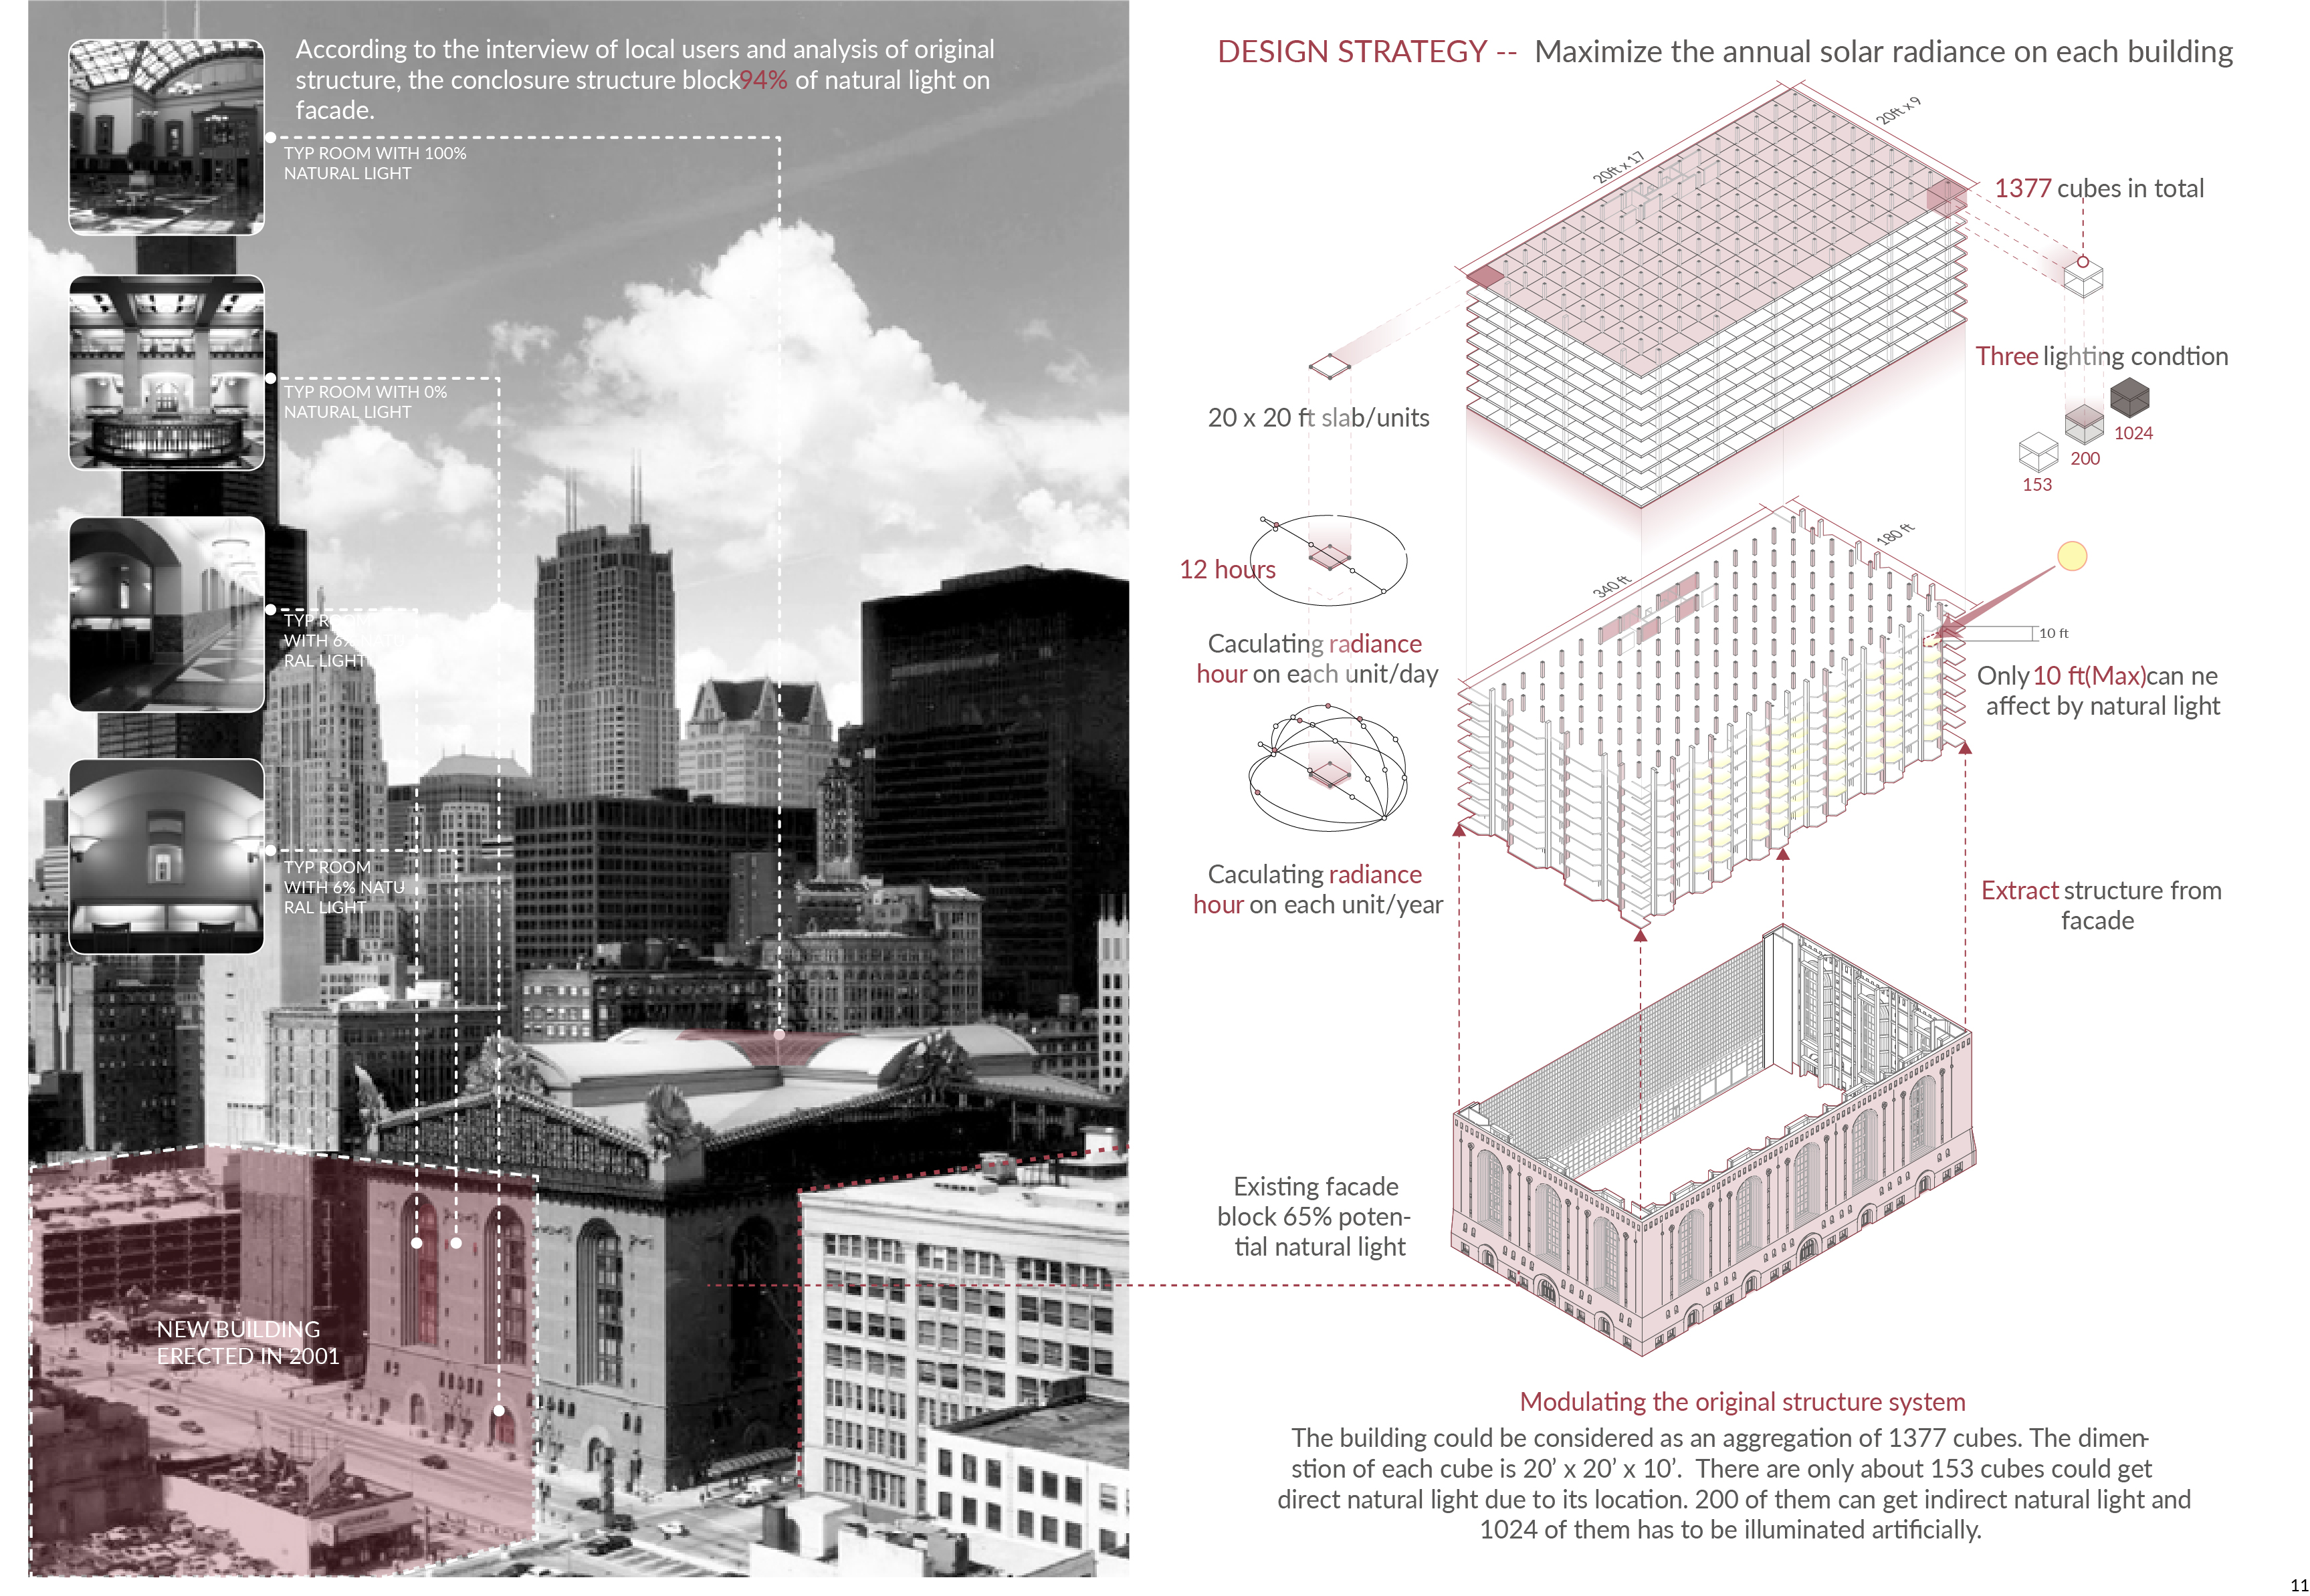 According to the interview of local users and analysis of original
structure, the conclosure structure block94% of natural light on
facade.
TYP ROOM WITH 100%
NATURAL LIGHT
TYP ROOM WITH 0%
NATURAL LIGHT
TYP ROOM
WITH 6% NATU
RAL LIGHT
TYP ROOM
WITH 6% NATU
RAL LIGHT
NEW BUILDING
ERECTED IN 2001
DESIGN STRATEGY -- Maximize the annual solar radiance on each building
20ft x 17
20ft x 9
1377 cubes in total
Three lighting condtion
1024
200
153
20 x 20 ft slab/units
12 hours
Caculating radiance
hour on each unit/day
Caculating radiance
hour on each unit/year
340 ft
180 ft
10 ft
Only 10 ft(Max)can ne
affect by natural light
Extract structure from
facade
Existing facade
block 65% poten-
tial natural light
Modulating the original structure system
The building could be considered as an aggregation of 1377 cubes. The dimen-
stion of each cube is 20’ x 20’ x 10’. There are only about 153 cubes could get
direct natural light due to its location. 200 of them can get indirect natural light and
1024 of them has to be illuminated artificially.
11